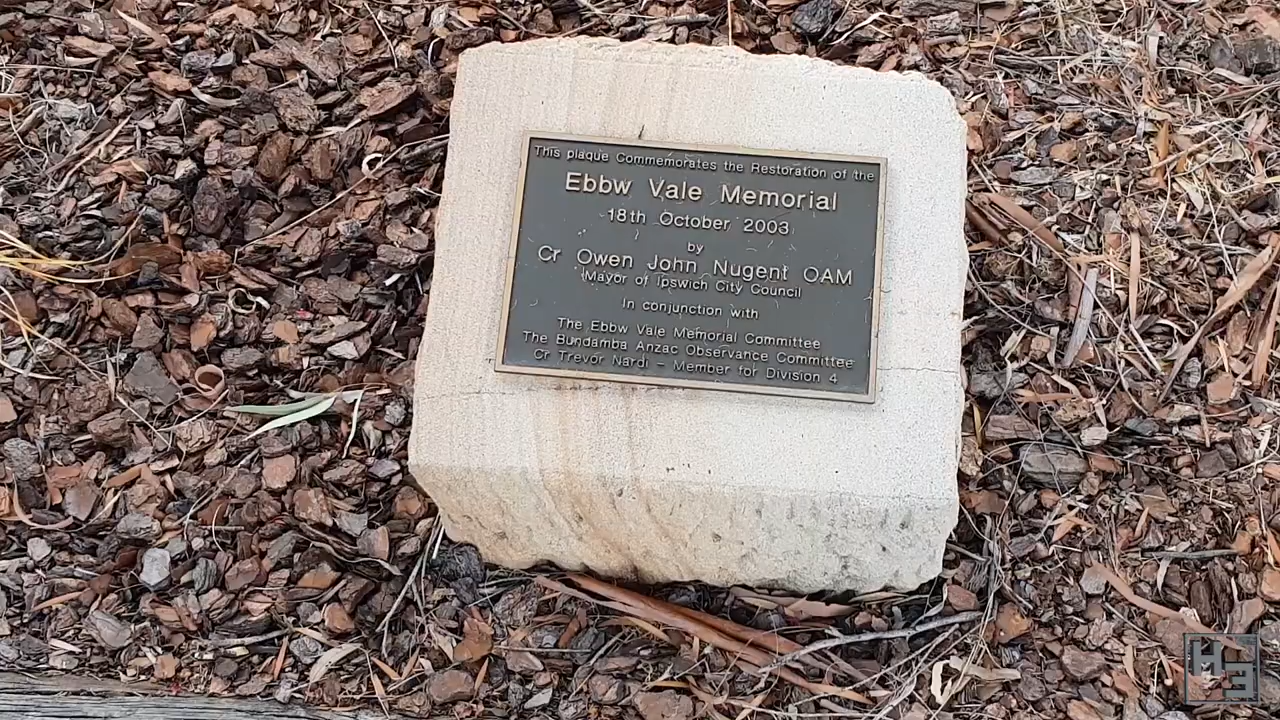 This plaque Commemorates the Restoration of the
Ebbw Vale Memorial
18th October 2003
by
Cr Owen John Nugent OAM
Mayor of Ipswich City Council
In conjunction with
The Ebbw Vale Memorial Committee
The Bundamba Anzac Observance Committee
Cr Trevor Nardi – Member for Division 4
H3